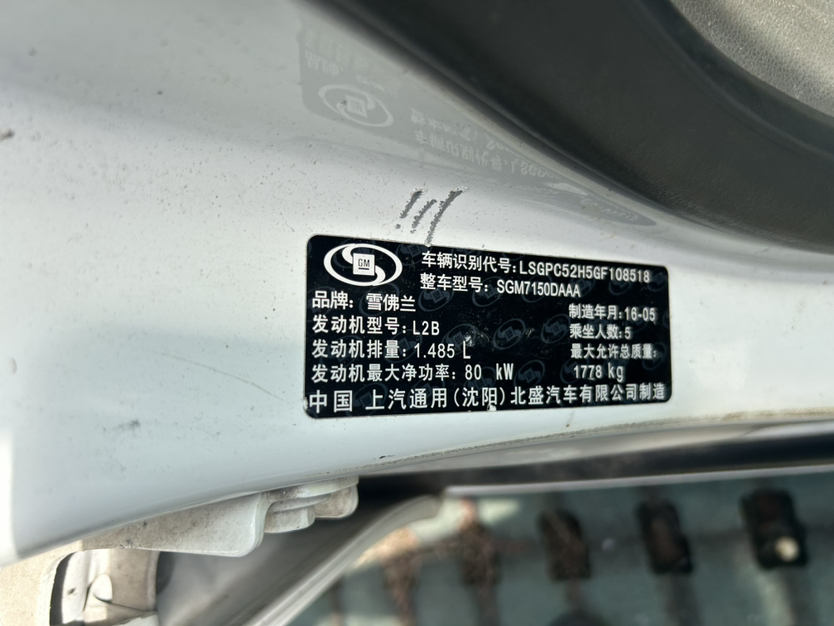 GM
车辆识别代号:LSGPC52H5GF108518
整车型号:SGM7150DAAA
品牌: 雪佛兰
制造年月:16-05
发动机型号:L2B
乘坐人数:5
发动机排量:1.485 L
最大允许总质量:
发动机最大净功率:80 kW
1778 kg
中国 上汽通用(沈阳)北盛汽车有限公司制造